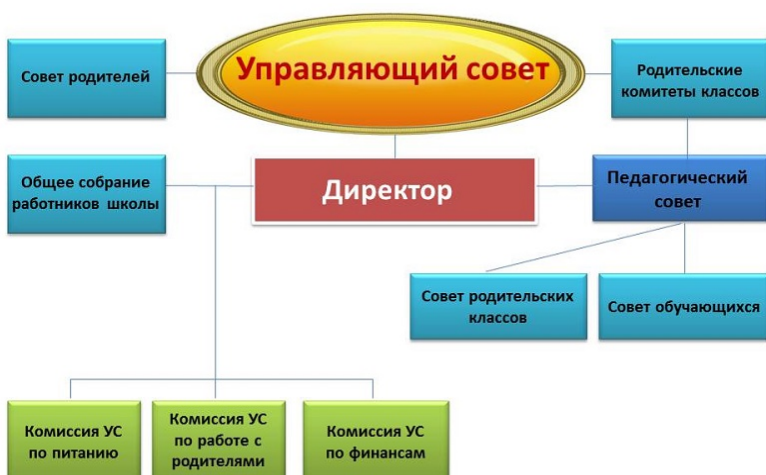 Управляющий совет
Совет родителей
Родительские
комитеты классов
Общее собрание
работников школы
Директор
Педагогический
совет
Совет родительских
классов
Совет обучающихся
Комиссия УС
по питанию
Комиссия УС
по работе с
родителями
Комиссия УС
по финансам